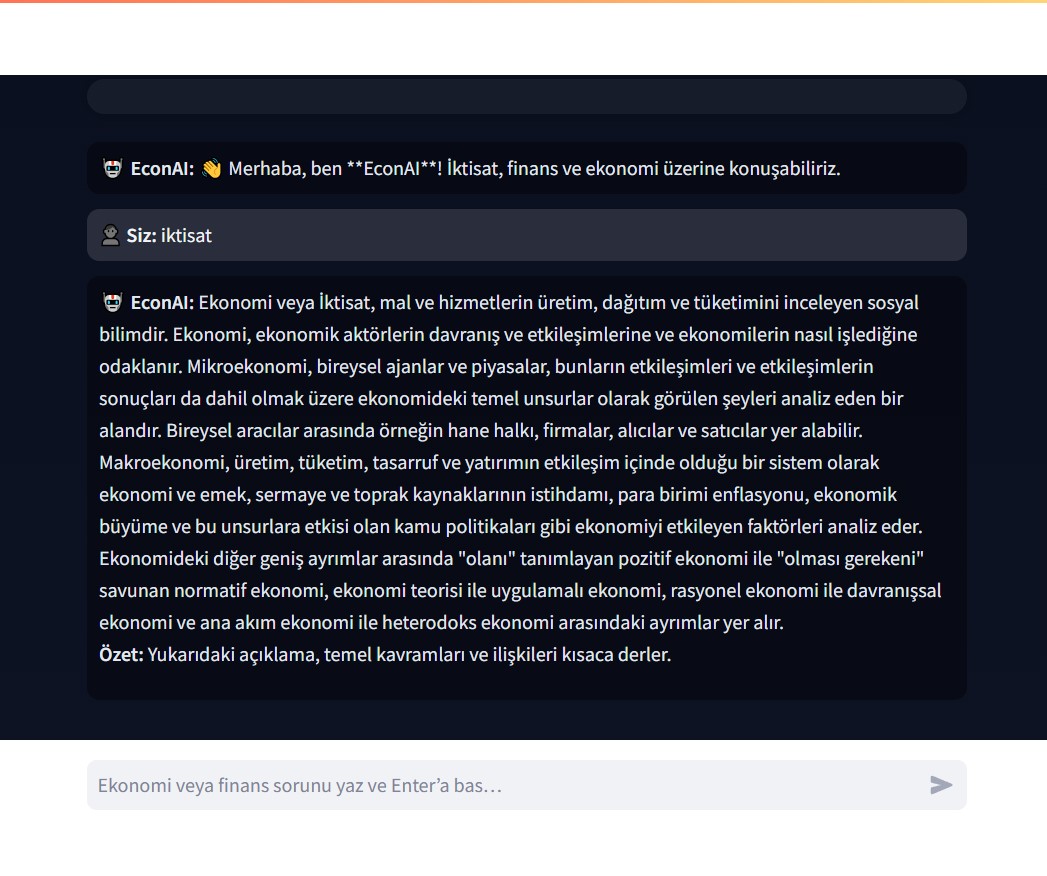 🤖 EconAI: 👋 Merhaba, ben **EconAI**! İktisat, finans ve ekonomi üzerine konuşabiliriz.
Siz: iktisat
🤖 EconAI: Ekonomi veya İktisat, mal ve hizmetlerin üretim, dağıtım ve tüketimini inceleyen sosyal
bilimdir. Ekonomi, ekonomik aktörlerin davranış ve etkileşimlerine ve ekonomilerin nasıl işlediğine
odaklanır. Mikroekonomi, bireysel ajanlar ve piyasalar, bunların etkileşimleri ve etkileşimlerin
sonuçları da dahil olmak üzere ekonomideki temel unsurlar olarak görülen şeyleri analiz eden bir
alandır. Bireysel aracılar arasında örneğin hane halkı, firmalar, alıcılar ve satıcılar yer alabilir.
Makroekonomi, üretim, tüketim, tasarruf ve yatırımın etkileşim içinde olduğu bir sistem olarak
ekonomi ve emek, sermaye ve toprak kaynaklarının istihdamı, para birimi enflasyonu, ekonomik
büyüme ve bu unsurlara etkisi olan kamu politikaları gibi ekonomiyi etkileyen faktörleri analiz eder.
Ekonomideki diğer geniş ayrımlar arasında "olanı" tanımlayan pozitif ekonomi ile "olması gerekeni"
savunan normatif ekonomi, ekonomi teorisi ile uygulamalı ekonomi, rasyonel ekonomi ile davranışsal
ekonomi ve ana akım ekonomi ile heterodoks ekonomi arasındaki ayrımlar yer alır.
Özet: Yukarıdaki açıklama, temel kavramları ve ilişkileri kısaca derler.
Ekonomi veya finans sorunu yaz ve Enter’a bas…